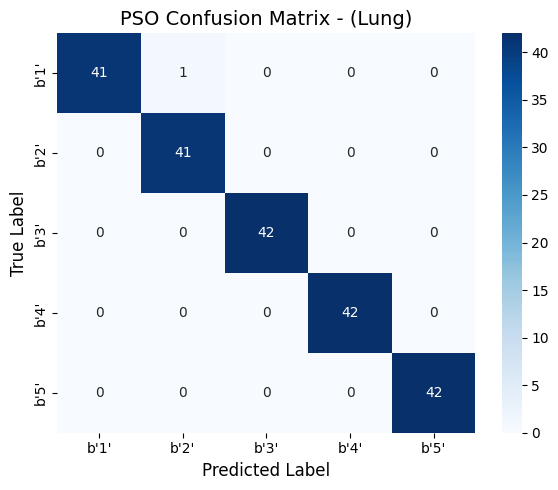 PSO Confusion Matrix - (Lung)
True Label
b'1' 41 1 0 0 0
b'2' 0 41 0 0 0
b'3' 0 0 42 0 0
b'4' 0 0 0 42 0
b'5' 0 0 0 0 42
b'1' b'2' b'3' b'4' b'5'
Predicted Label
40
35
30
25
20
15
10
5
0